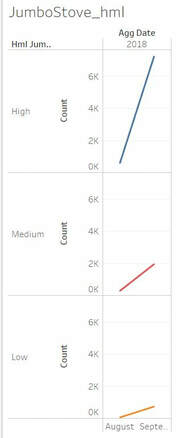 JumboStove_hml
Agg Date
Hml Jum.. 2018
High
Count
6K
4K
2K
0K
Medium
Count
6K
4K
2K
0K
Low
Count
6K
4K
2K
0K
August Septe..